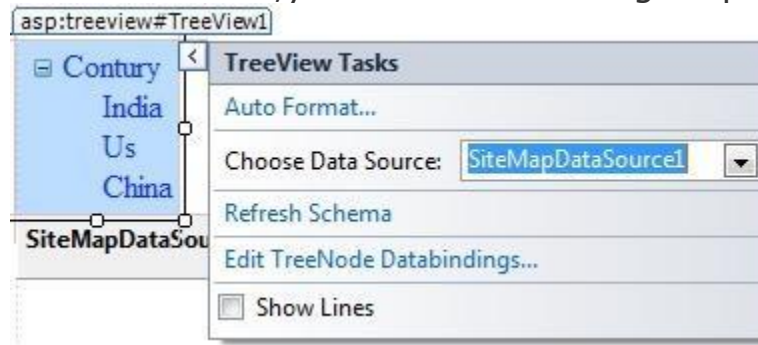 asp:treeview#TreeView1
Contury
India
Us
China
SiteMapDataSou
TreeView Tasks
Auto Format...
Choose Data Source: SiteMapDataSource1
Refresh Schema
Edit TreeNode Databindings...
Show Lines